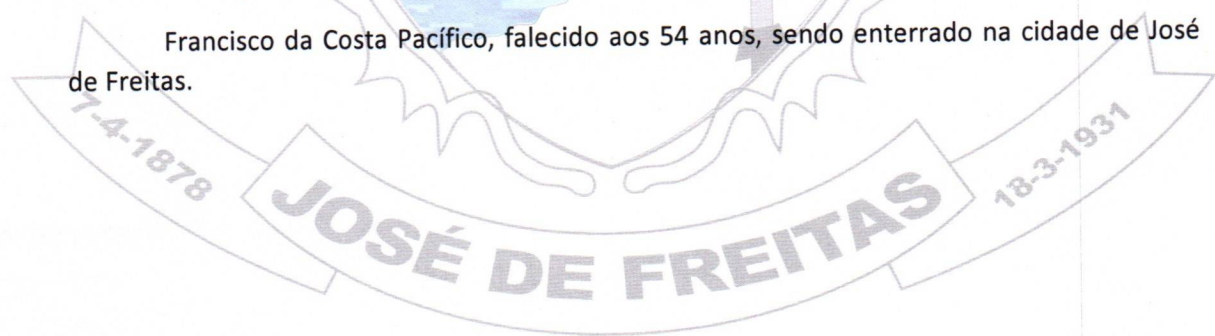 Francisco da Costa Pacífico, falecido aos 54 anos, sendo enterrado na cidade de José
de Freitas.
7-4-1878
JOSÉ DE FREITAS
18-3-1931